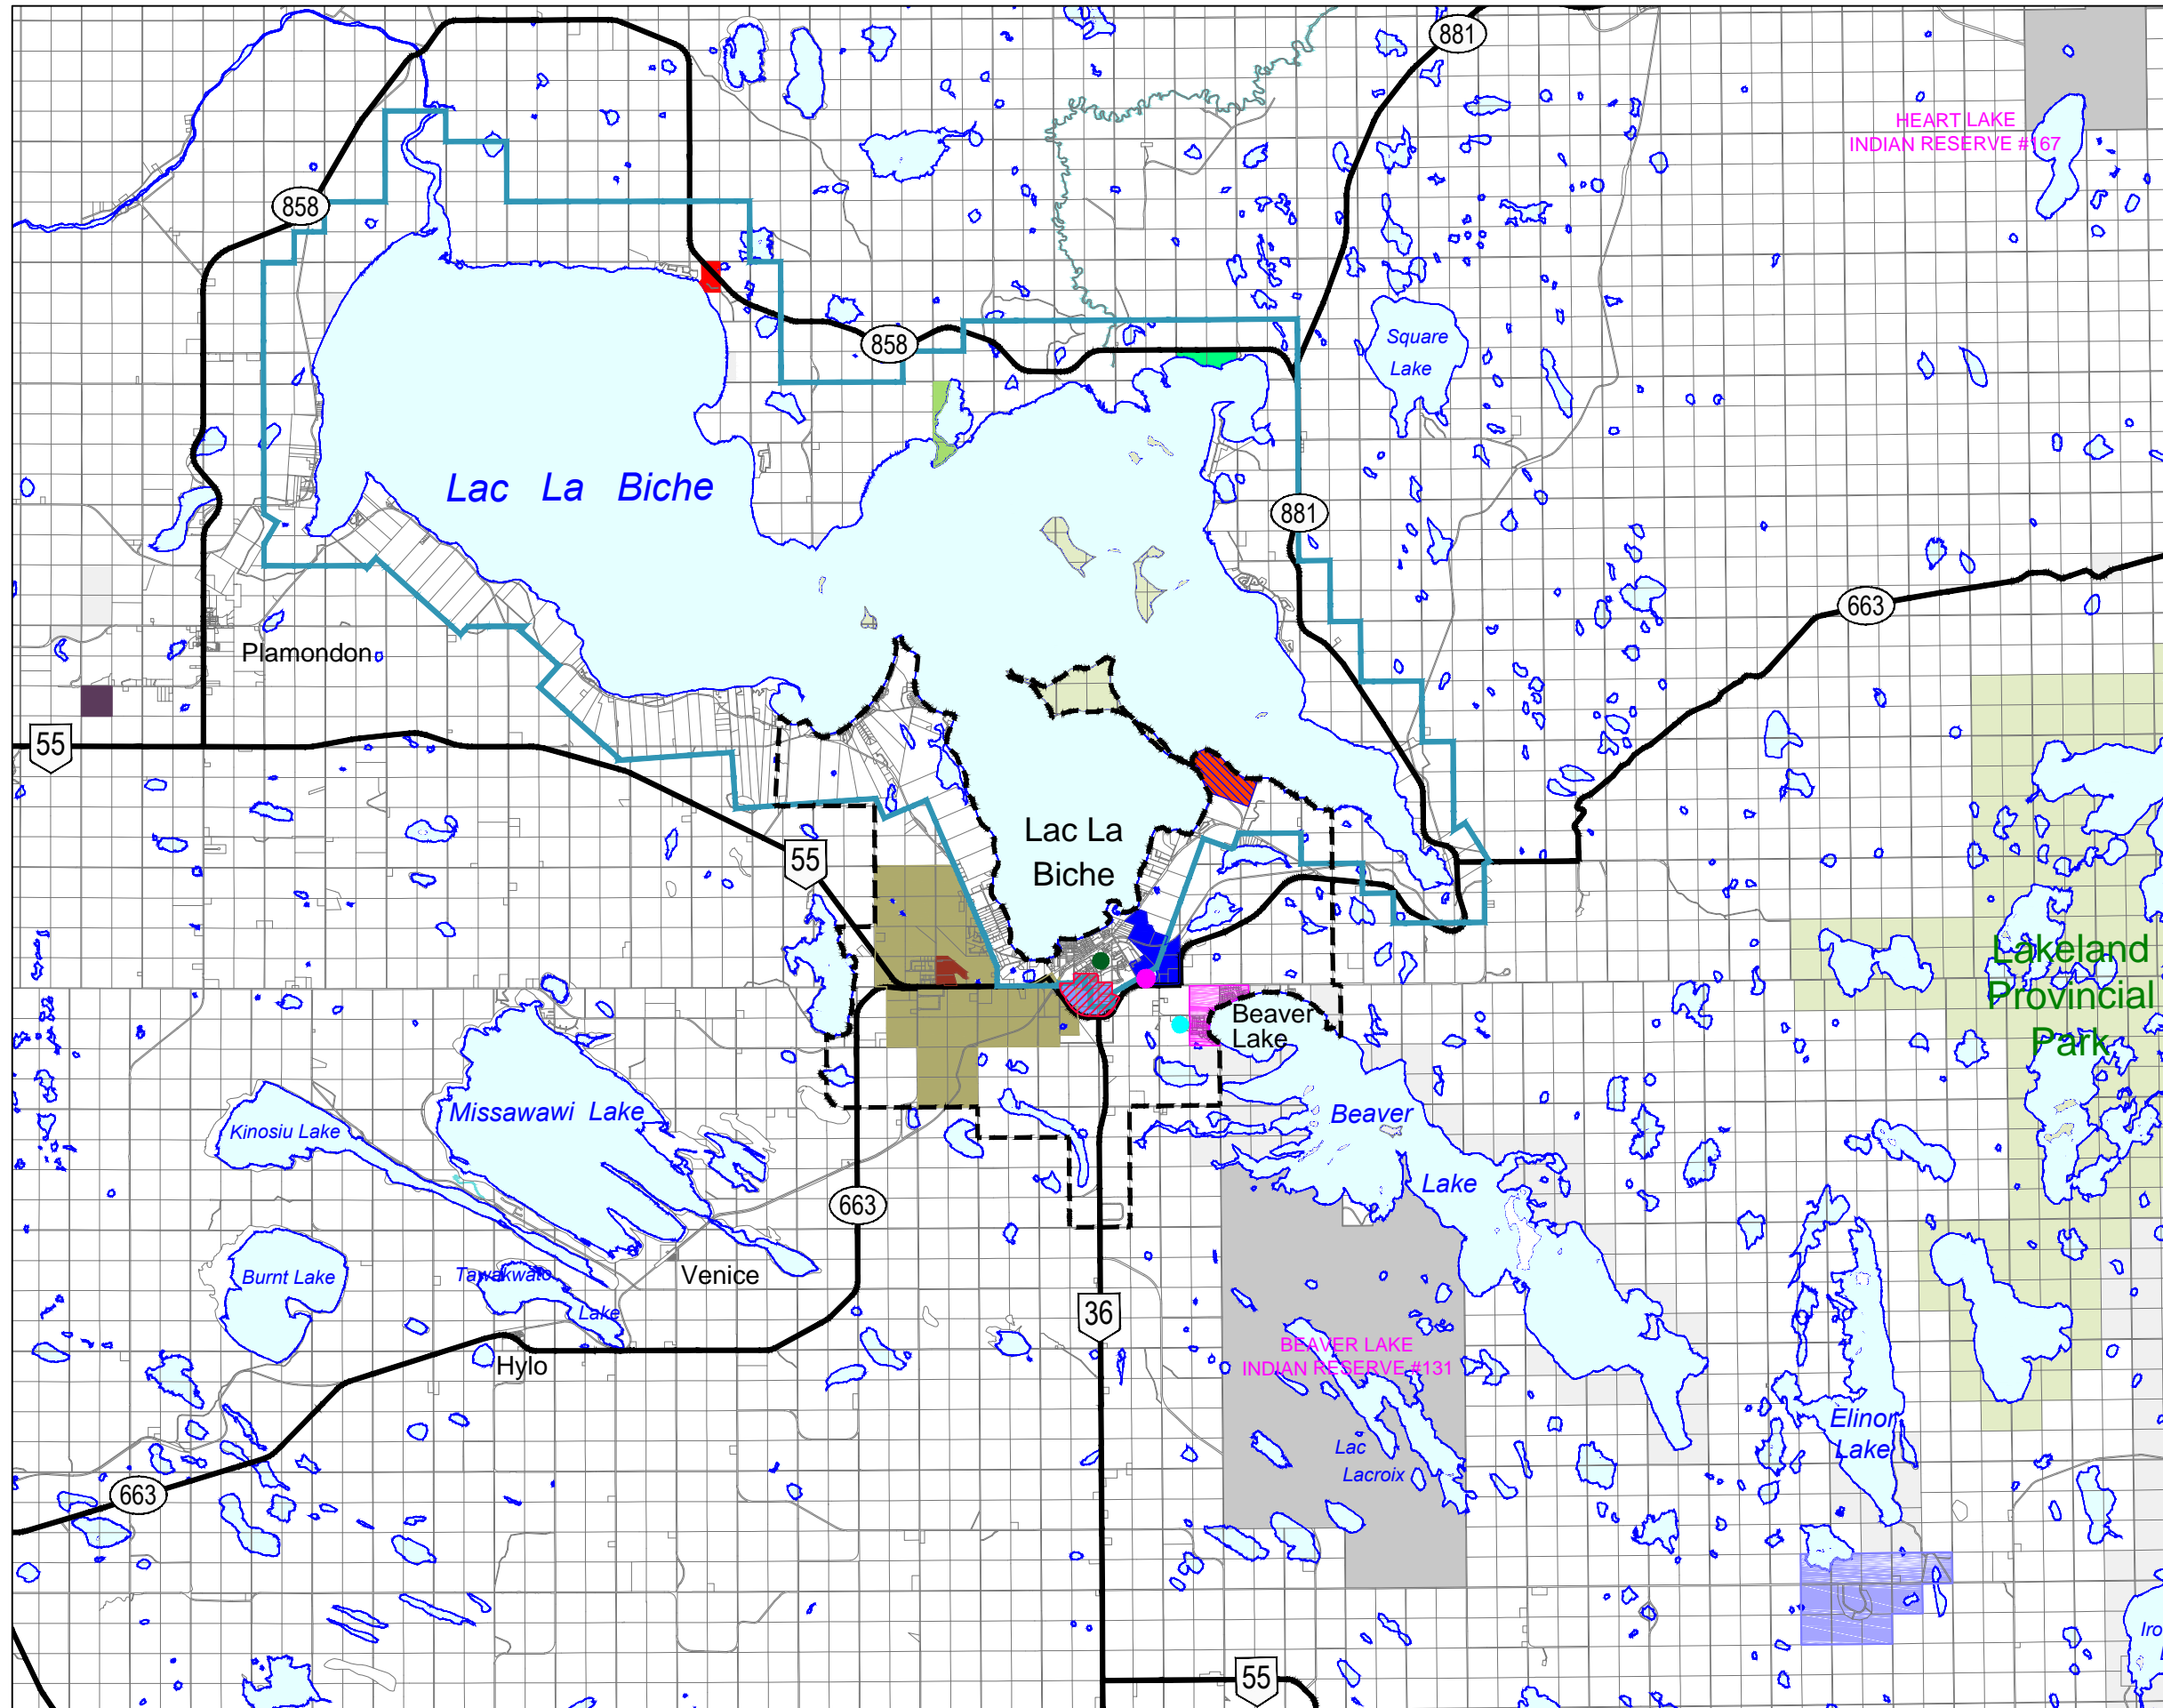 881
HEART LAKE
INDIAN RESERVE #167
858
858
Square
Lake
Lac La Biche
881
663
Plamondon
55
Lac La
Biche
55
Lakeland
Provincial
Park
Beaver
Lake
Missawawi Lake
Kinosiu Lake
Beaver
Lake
663
Burnt Lake
Tawakwato
Lake
Venice
36
BEAVER LAKE
INDIAN RESERVE #131
Hylo
Elinor
Lake
Lac
Lacroix
663
55